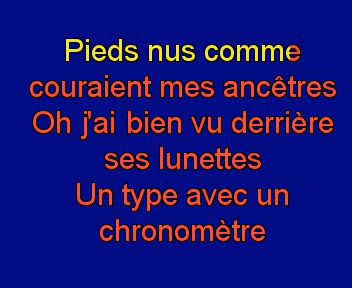 Pieds nus comme
couraient mes ancêtres
Oh j'ai bien vu derrière
ses lunettes
Un type avec un
chronomètre